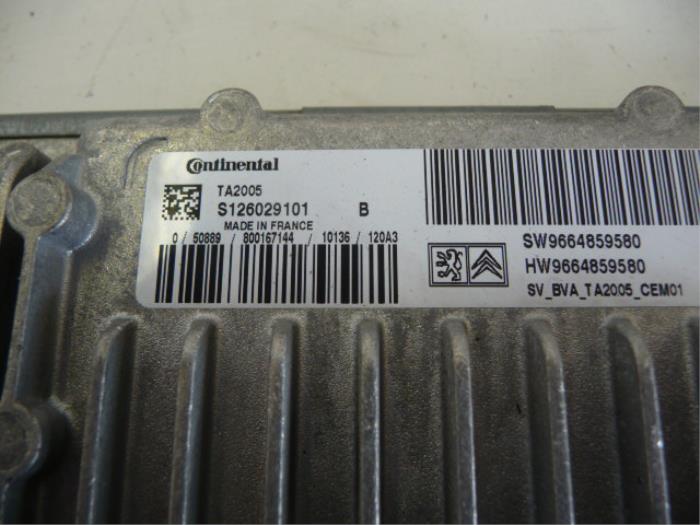 Continental
TA2005
S126029101 B
MADE IN FRANCE
0 / 50889 / 800167144 / 10136 / 120A3
SW9664859580
HW9664859580
SV_BVA_TA2005_CEM01